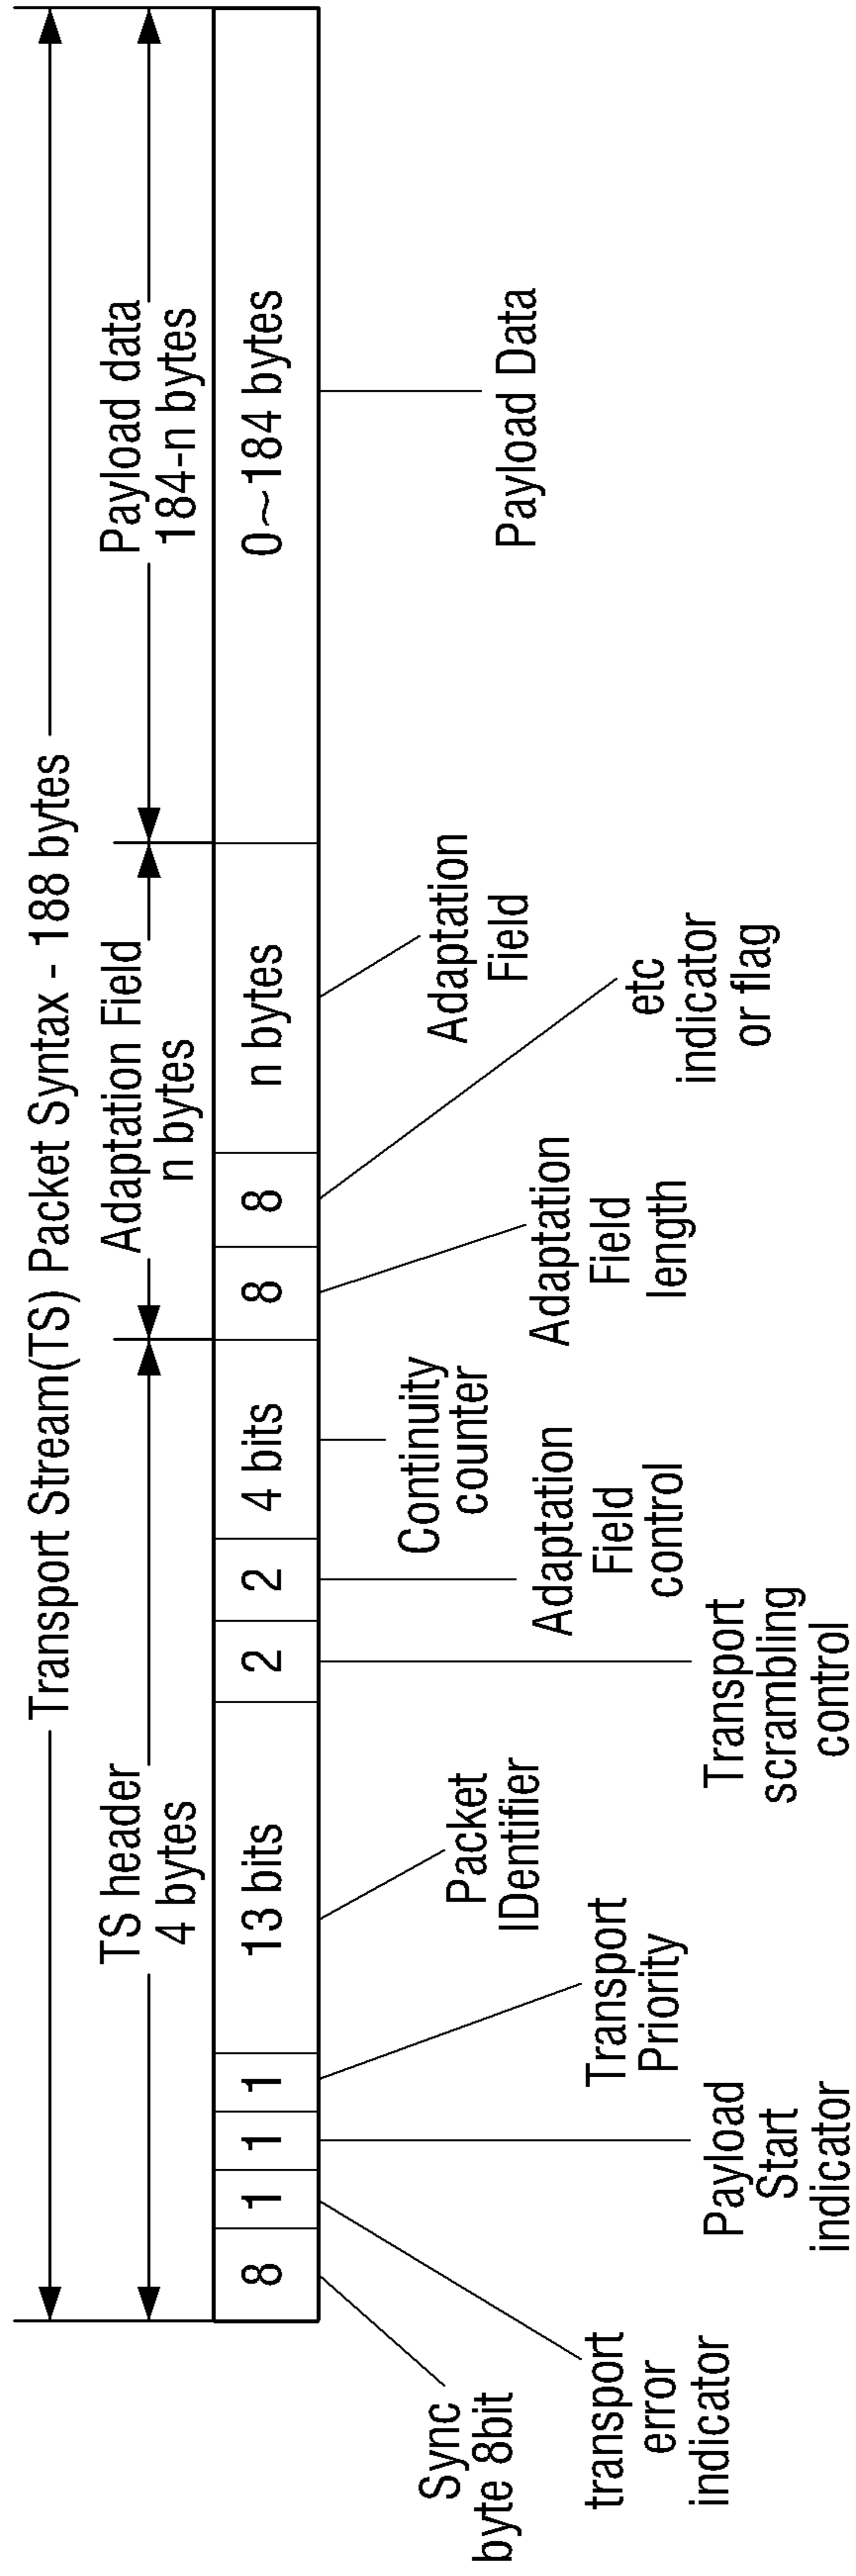 Transport Stream(TS) Packet Syntax - 188 bytes
TS header
4 bytes
Adaptation Field
n bytes
Payload data
184-n bytes
8
1
1
1
13 bits
2
2
4 bits
8
8
n bytes
0~184 bytes
Sync
byte 8bit
transport
error
indicator
Payload
Start
indicator
Transport
Priority
Packet
IDentifier
Transport
scrambling
control
Adaptation
Field
control
Continuity
counter
Adaptation
Field
length
etc
indicator
or flag
Adaptation
Field
Payload Data